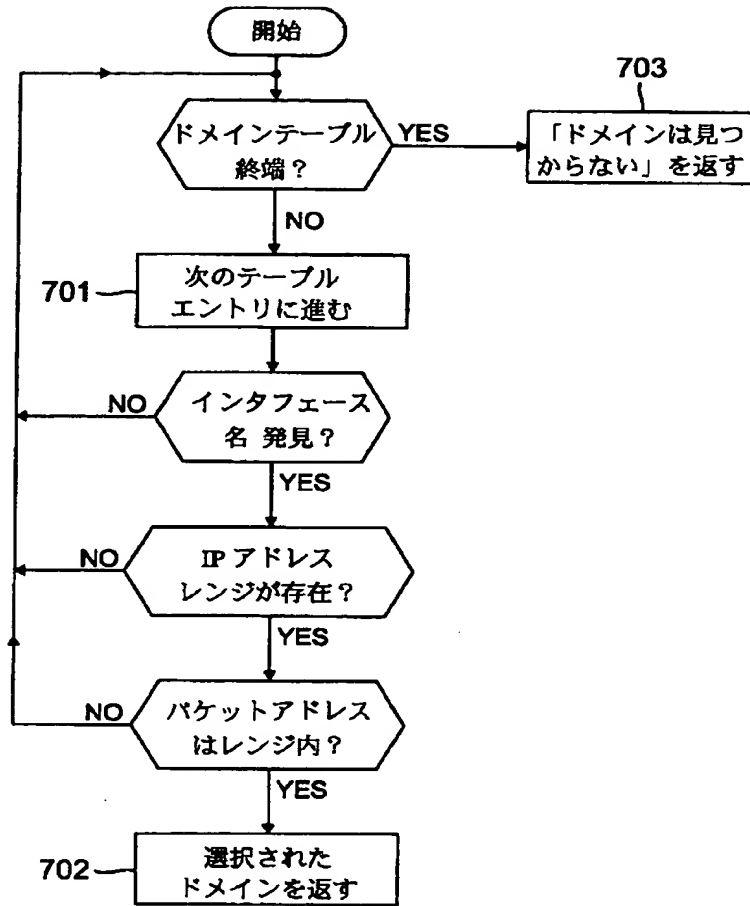 開始
703
ドメインテーブル
終端?
YES
「ドメインは見つ
からない」を返す
NO
701
次のテーブル
エントリに進む
NO
インタフェース
名 発見?
YES
NO
IP アドレス
レンジが存在?
YES
NO
パケットアドレス
はレンジ内?
YES
702
選択された
ドメインを返す